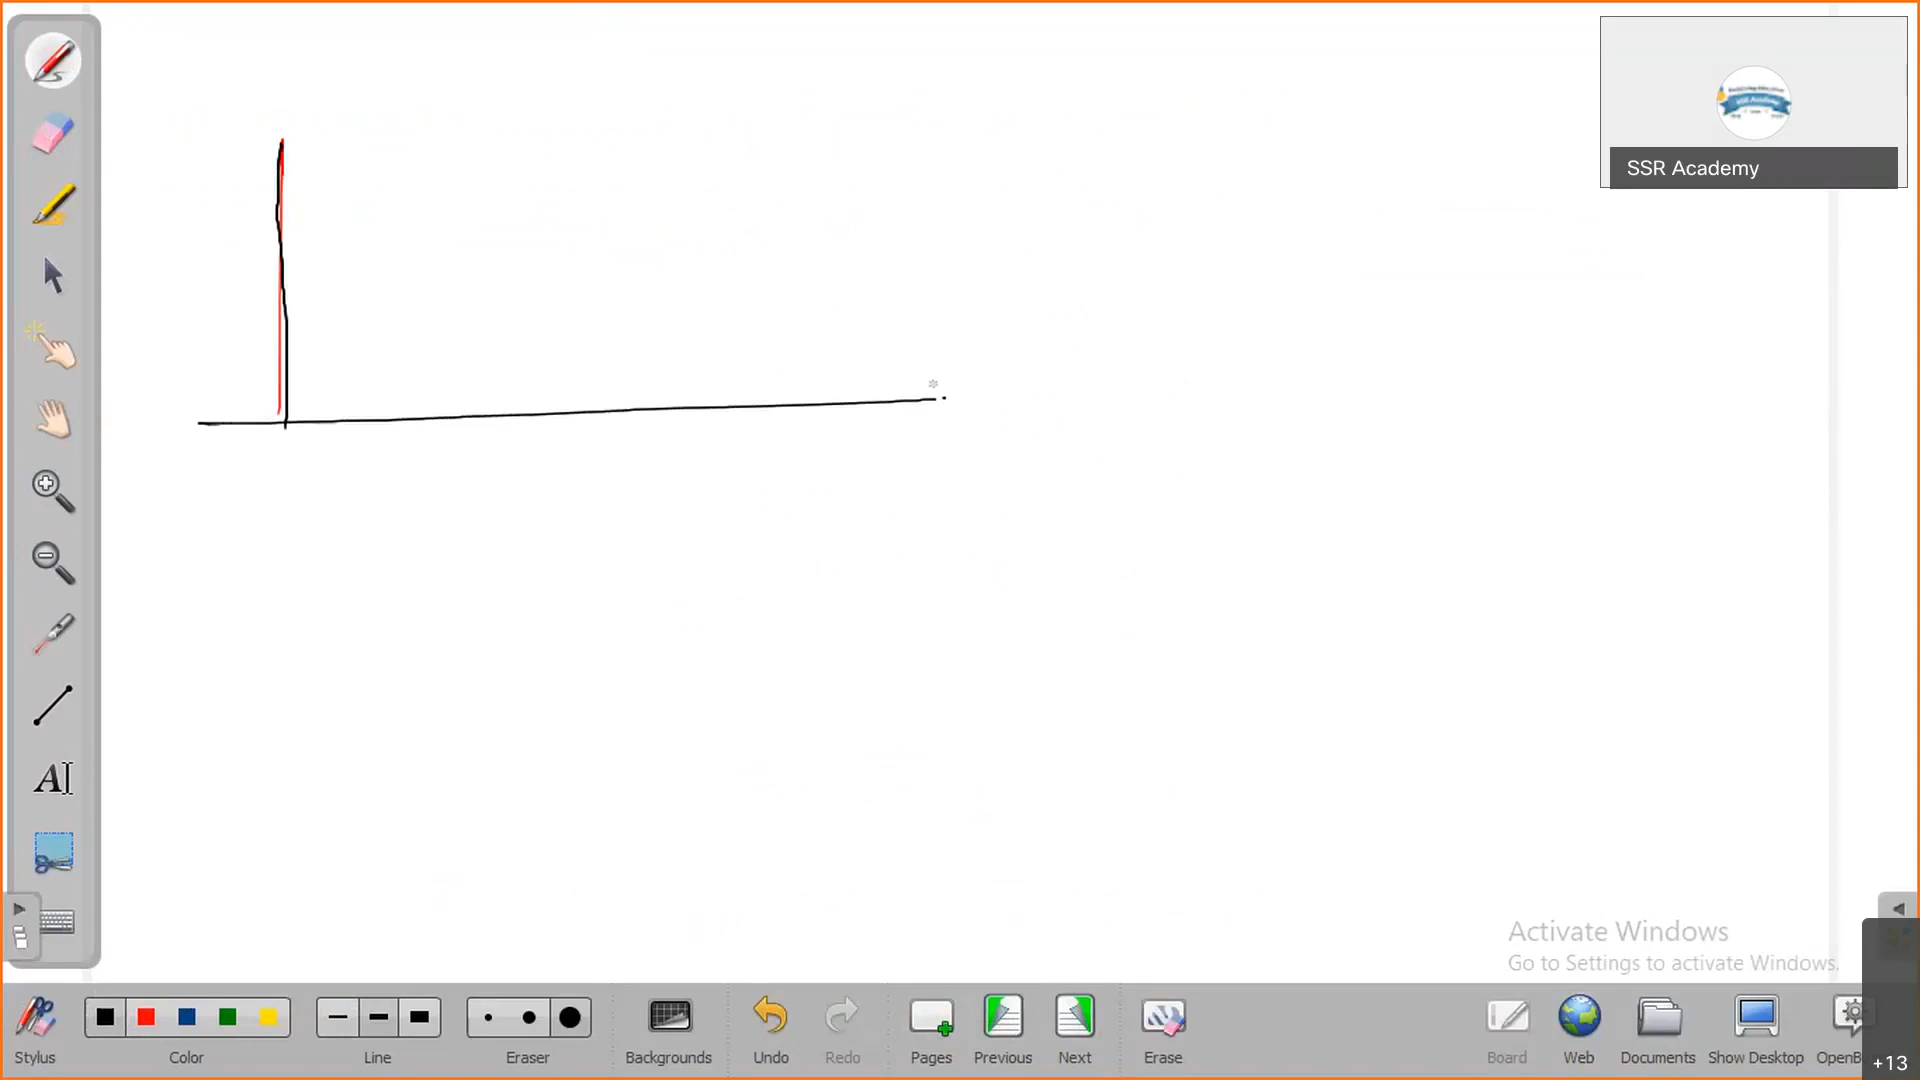 SSR Academy
Activate Windows
Go to Settings to activate Windows.
Stylus
Color
Line
Eraser
Backgrounds
Undo
Redo
Pages
Previous
Next
Erase
Board
Web
Documents
Show Desktop
+13